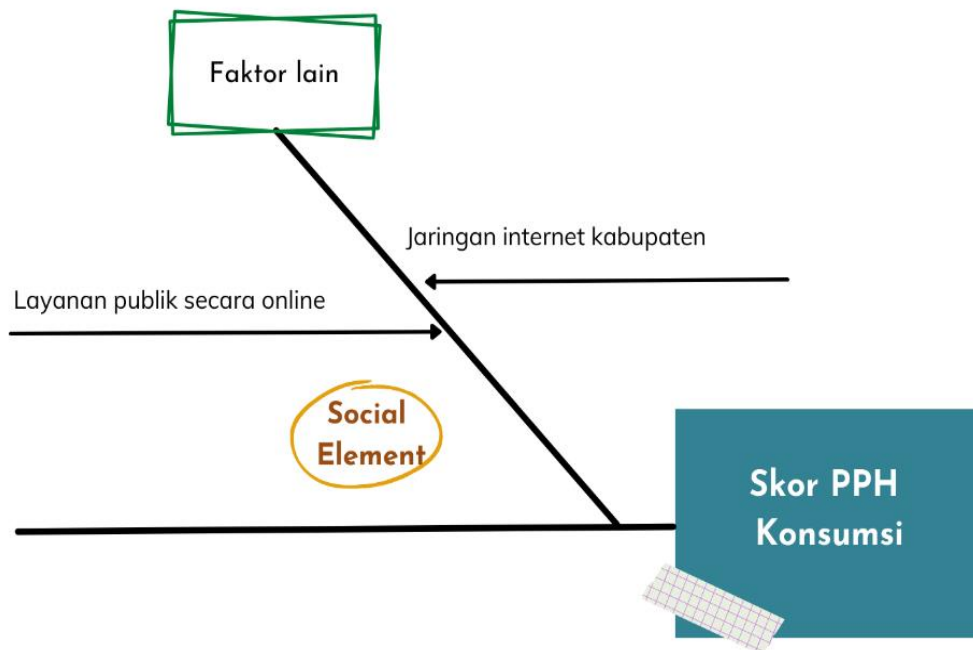 Faktor lain
Jaringan internet kabupaten
Layanan publik secara online
Social
Element
Skor PPH
Konsumsi